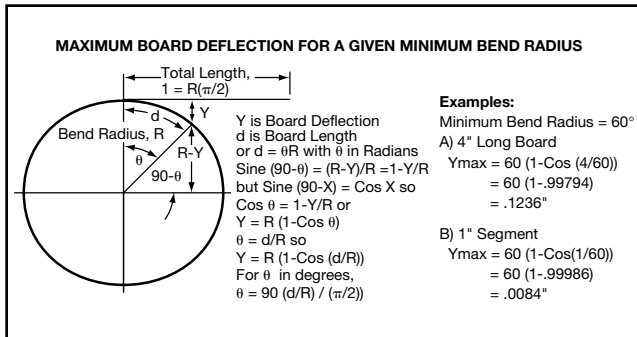 MAXIMUM BOARD DEFLECTION FOR A GIVEN MINIMUM BEND RADIUS
Total Length,
1 = R(π/2)
d
Y
Bend Radius, R
θ
R-Y
90-θ
Y is Board Deflection
d is Board Length
or d = θR with θ in Radians
Sine (90-θ) = (R-Y)/R =1-Y/R
but Sine (90-X) = Cos X so
Cos θ = 1-Y/R or
Y = R (1-Cos θ)
θ = d/R so
Y = R (1-Cos (d/R))
For θ in degrees,
θ = 90 (d/R) / (π/2))
Examples:
Minimum Bend Radius = 60°
A) 4" Long Board
Ymax = 60 (1-Cos (4/60))
= 60 (1-.99794)
= .1236"
B) 1" Segment
Ymax = 60 (1-Cos(1/60))
= 60 (1-.99986)
= .0084"